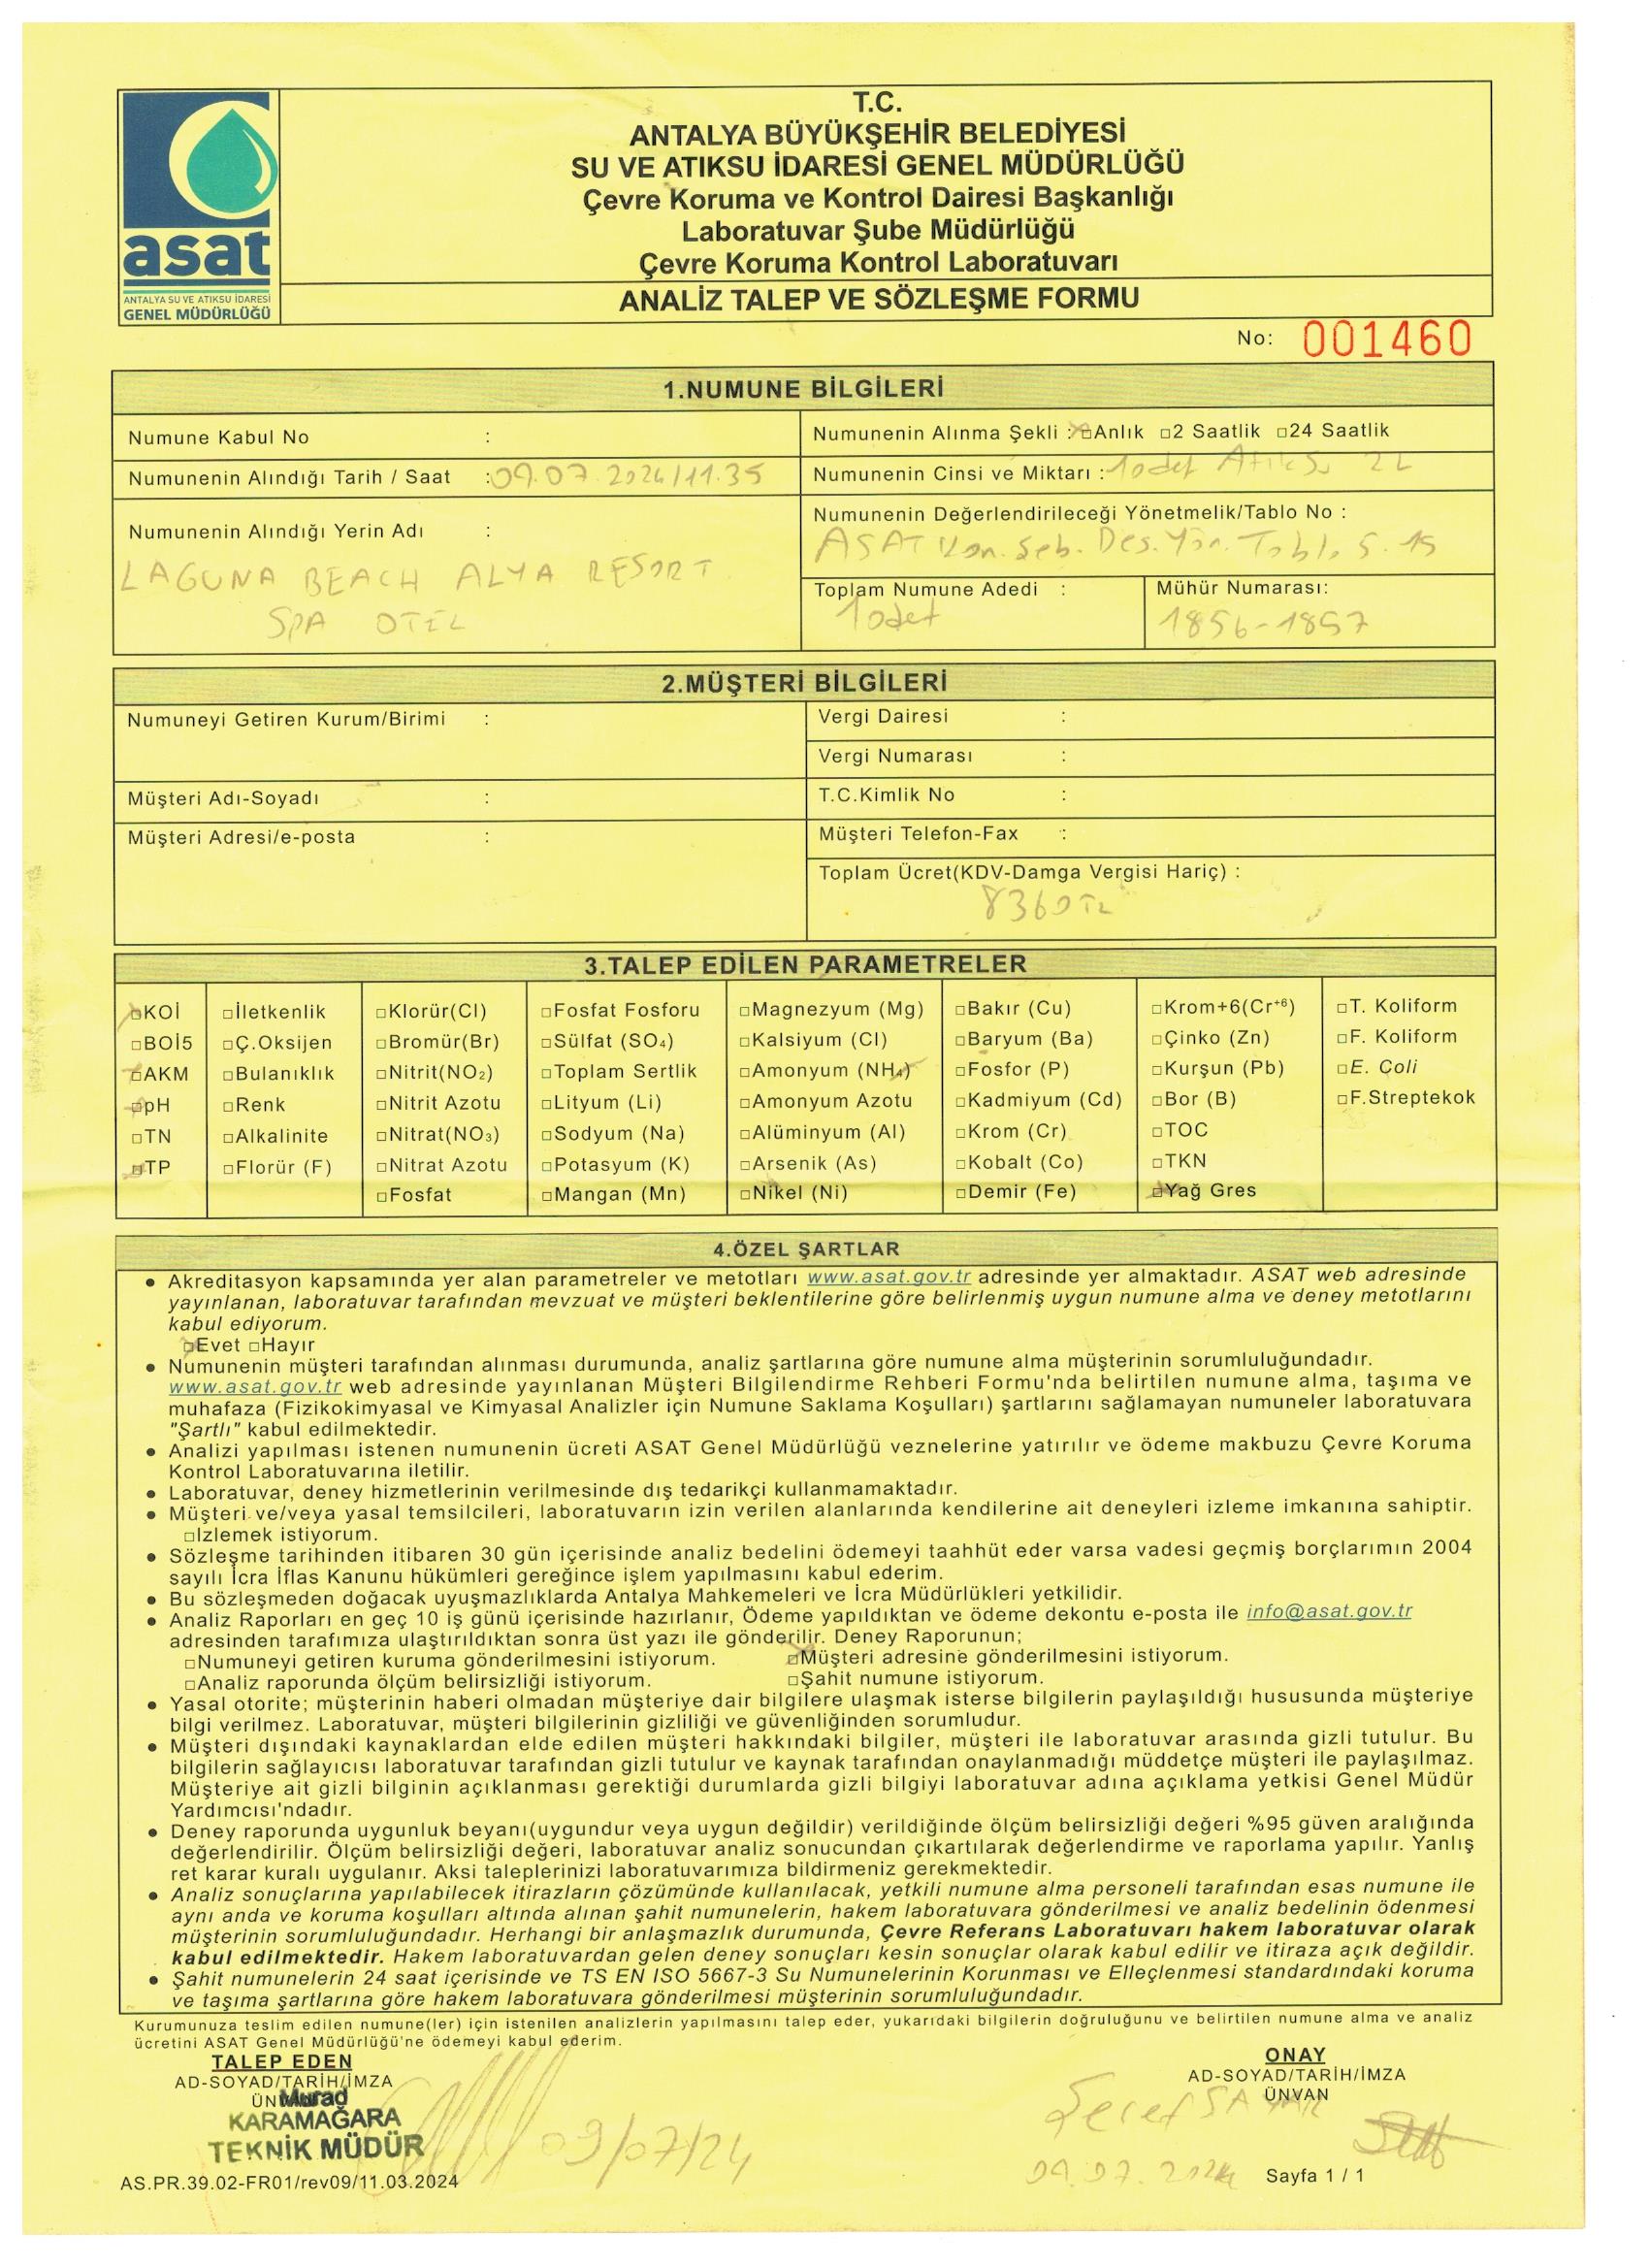 T.C.
ANTALYA BÜYÜKŞEHİR BELEDİYESİ
SU VE ATIKSU İDARESİ GENEL MÜDÜRLÜĞÜ
Çevre Koruma ve Kontrol Dairesi Başkanlığı
Laboratuvar Şube Müdürlüğü
Çevre Koruma Kontrol Laboratuvarı
asat
ANTALYA SU VE ATIKSU İDARESİ
GENEL MÜDÜRLÜĞÜ
ANALİZ TALEP VE SÖZLEŞME FORMU
No: 001460
1.NUMUNE BİLGİLERİ
Numune Kabul No :
Numunenin Alındığı Tarih / Saat :09.07.2024/11.35
Numunenin Alındığı Yerin Adı :
LAGUNA BEACH ALYA RESORT
SPA OTEL
Numunenin Alınma Şekli : □Anlık □2 Saatlik □24 Saatlik
Numunenin Cinsi ve Miktarı : 1 adet Atıksu 2L
Numunenin Değerlendirileceği Yönetmelik/Tablo No :
ASAT Kan. Şeb. Deş. Yön. Tablo 5.15
Toplam Numune Adedi :
1 adet
Mühür Numarası:
1856-1857
2.MÜŞTERİ BİLGİLERİ
Numuneyi Getiren Kurum/Birimi :
Müşteri Adı-Soyadı :
Müşteri Adresi/e-posta :
Vergi Dairesi :
Vergi Numarası :
T.C.Kimlik No :
Müşteri Telefon-Fax :
Toplam Ücret(KDV-Damga Vergisi Hariç) :
8360 TL
3.TALEP EDİLEN PARAMETRELER
□KOİ
□BOİ5
□AKM
□pH
□TN
□TP
□İletkenlik
□Ç.Oksijen
□Bulanıklık
□Renk
□Alkalinite
□Florür (F)
□Klorür(Cl)
□Bromür(Br)
□Nitrit(NO₂)
□Nitrit Azotu
□Nitrat(NO₃)
□Nitrat Azotu
□Fosfat
□Fosfat Fosforu
□Sülfat (SO₄)
□Toplam Sertlik
□Lityum (Li)
□Sodyum (Na)
□Potasyum (K)
□Mangan (Mn)
□Magnezyum (Mg)
□Kalsiyum (Cl)
□Amonyum (NH₄)
□Amonyum Azotu
□Alüminyum (Al)
□Arsenik (As)
□Nikel (Ni)
□Bakır (Cu)
□Baryum (Ba)
□Fosfor (P)
□Kadmiyum (Cd)
□Krom (Cr)
□Kobalt (Co)
□Demir (Fe)
□Krom+6(Cr⁺⁶)
□Çinko (Zn)
□Kurşun (Pb)
□Bor (B)
□TOC
□TKN
□Yağ Gres
□T. Koliform
□F. Koliform
□E. Çoli
□F.Streptekok
4.ÖZEL ŞARTLAR
● Akreditasyon kapsamında yer alan parametreler ve metotları www.asat.gov.tr adresinde yer almaktadır. ASAT web adresinde
yayınlanan, laboratuvar tarafından mevzuat ve müşteri beklentilerine göre belirlenmiş uygun numune alma ve deney metotlarını
kabul ediyorum.
□Evet □Hayır
● Numunenin müşteri tarafından alınması durumunda, analiz şartlarına göre numune alma müşterinin sorumluluğundadır.
www.asat.gov.tr web adresinde yayınlanan Müşteri Bilgilendirme Rehberi Formu'nda belirtilen numune alma, taşıma ve
muhafaza (Fizikokimyasal ve Kimyasal Analizler için Numune Saklama Koşulları) şartlarını sağlamayan numuneler laboratuvara
"Şartlı" kabul edilmektedir.
● Analizi yapılması istenen numunenin ücreti ASAT Genel Müdürlüğü veznelerine yatırılır ve ödeme makbuzu Çevre Koruma
Kontrol Laboratuvarına iletilir.
● Laboratuvar, deney hizmetlerinin verilmesinde dış tedarikçi kullanmamaktadır.
● Müşteri ve/veya yasal temsilcileri, laboratuvarın izin verilen alanlarında kendilerine ait deneyleri izleme imkanına sahiptir.
□Izlemek istiyorum.
● Sözleşme tarihinden itibaren 30 gün içerisinde analiz bedelini ödemeyi taahhüt eder varsa vadesi geçmiş borçlarımın 2004
sayılı İcra İflas Kanunu hükümleri gereğince işlem yapılmasını kabul ederim.
● Bu sözleşmeden doğacak uyuşmazlıklarda Antalya Mahkemeleri ve İcra Müdürlükleri yetkilidir.
● Analiz Raporları en geç 10 iş günü içerisinde hazırlanır, Ödeme yapıldıktan ve ödeme dekontu e-posta ile info@asat.gov.tr
adresinden tarafımıza ulaştırıldıktan sonra üst yazı ile gönderilir. Deney Raporunun;
□Numuneyi getiren kuruma gönderilmesini istiyorum. □Müşteri adresine gönderilmesini istiyorum.
□Analiz raporunda ölçüm belirsizliği istiyorum. □Şahit numune istiyorum.
● Yasal otorite; müşterinin haberi olmadan müşteriye dair bilgilere ulaşmak isterse bilgilerin paylaşıldığı hususunda müşteriye
bilgi verilmez. Laboratuvar, müşteri bilgilerinin gizliliği ve güvenliğinden sorumludur.
● Müşteri dışındaki kaynaklardan elde edilen müşteri hakkındaki bilgiler, müşteri ile laboratuvar arasında gizli tutulur. Bu
bilgilerin sağlayıcısı laboratuvar tarafından gizli tutulur ve kaynak tarafından onaylanmadığı müddetçe müşteri ile paylaşılmaz.
Müşteriye ait gizli bilginin açıklanması gerektiği durumlarda gizli bilgiyi laboratuvar adına açıklama yetkisi Genel Müdür
Yardımcısı'ndadır.
● Deney raporunda uygunluk beyanı(uygundur veya uygun değildir) verildiğinde ölçüm belirsizliği değeri %95 güven aralığında
değerlendirilir. Ölçüm belirsizliği değeri, laboratuvar analiz sonucundan çıkartılarak değerlendirme ve raporlama yapılır. Yanlış
ret karar kuralı uygulanır. Aksi taleplerinizi laboratuvarımıza bildirmeniz gerekmektedir.
● Analiz sonuçlarına yapılabilecek itirazların çözümünde kullanılacak, yetkili numune alma personeli tarafından esas numune ile
aynı anda ve koruma koşulları altında alınan şahit numunelerin, hakem laboratuvara gönderilmesi ve analiz bedelinin ödenmesi
müşterinin sorumluluğundadır. Herhangi bir anlaşmazlık durumunda, Çevre Referans Laboratuvarı hakem laboratuvar olarak
kabul edilmektedir. Hakem laboratuvardan gelen deney sonuçları kesin sonuçlar olarak kabul edilir ve itiraza açık değildir.
● Şahit numunelerin 24 saat içerisinde ve TS EN ISO 5667-3 Su Numunelerinin Korunması ve Elleçlenmesi standardındaki koruma
ve taşıma şartlarına göre hakem laboratuvara gönderilmesi müşterinin sorumluluğundadır.
Kurumunuza teslim edilen numune(ler) için istenilen analizlerin yapılmasını talep eder, yukarıdaki bilgilerin doğruluğunu ve belirtilen numune alma ve analiz
ücretini ASAT Genel Müdürlüğü'ne ödemeyi kabul ederim.
TALEP EDEN
AD-SOYAD/TARİH/İMZA
ÜNVAN
Murad
KARAMAĞARA
TEKNİK MÜDÜR
09/07/24
ONAY
AD-SOYAD/TARİH/İMZA
ÜNVAN
Şeref
09.07.2024
AS.PR.39.02-FR01/rev09/11.03.2024
Sayfa 1 / 1